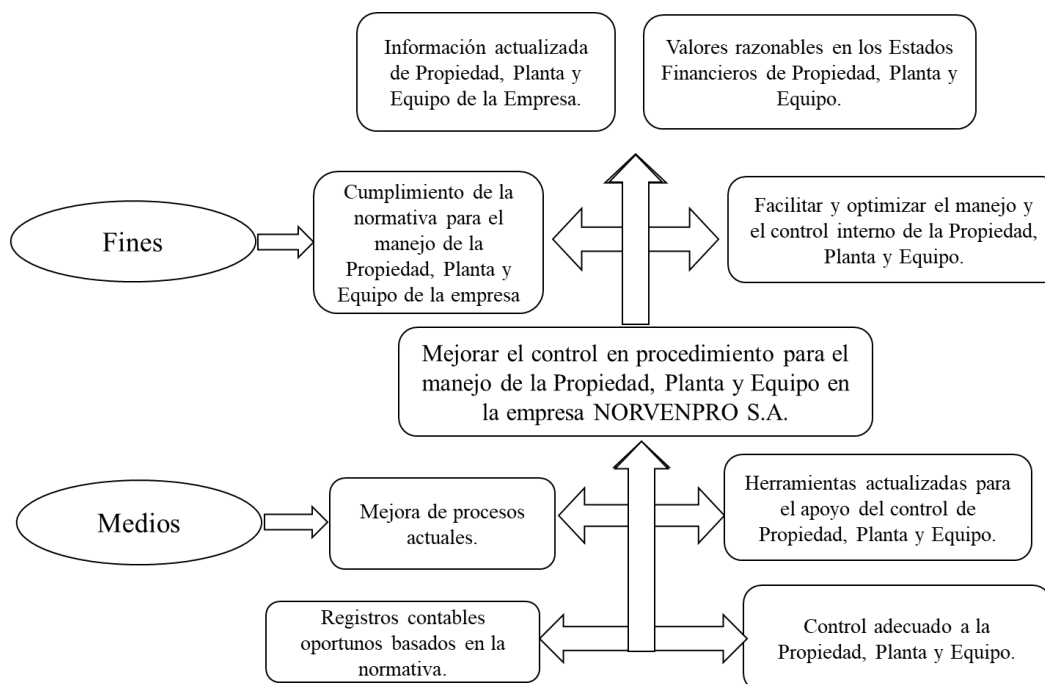 Información actualizada
de Propiedad, Planta y
Equipo de la Empresa.
Valores razonables en los Estados
Financieros de Propiedad, Planta y
Equipo.
Fines
Cumplimiento de la
normativa para el
manejo de la
Propiedad, Planta y
Equipo de la empresa
Facilitar y optimizar el manejo y
el control interno de la Propiedad,
Planta y Equipo.
Mejorar el control en procedimiento para el
manejo de la Propiedad, Planta y Equipo en
la empresa NORVENPRO S.A.
Medios
Mejora de procesos
actuales.
Herramientas actualizadas para
el apoyo del control de
Propiedad, Planta y Equipo.
Registros contables
oportunos basados en la
normativa.
Control adecuado a la
Propiedad, Planta y Equipo.